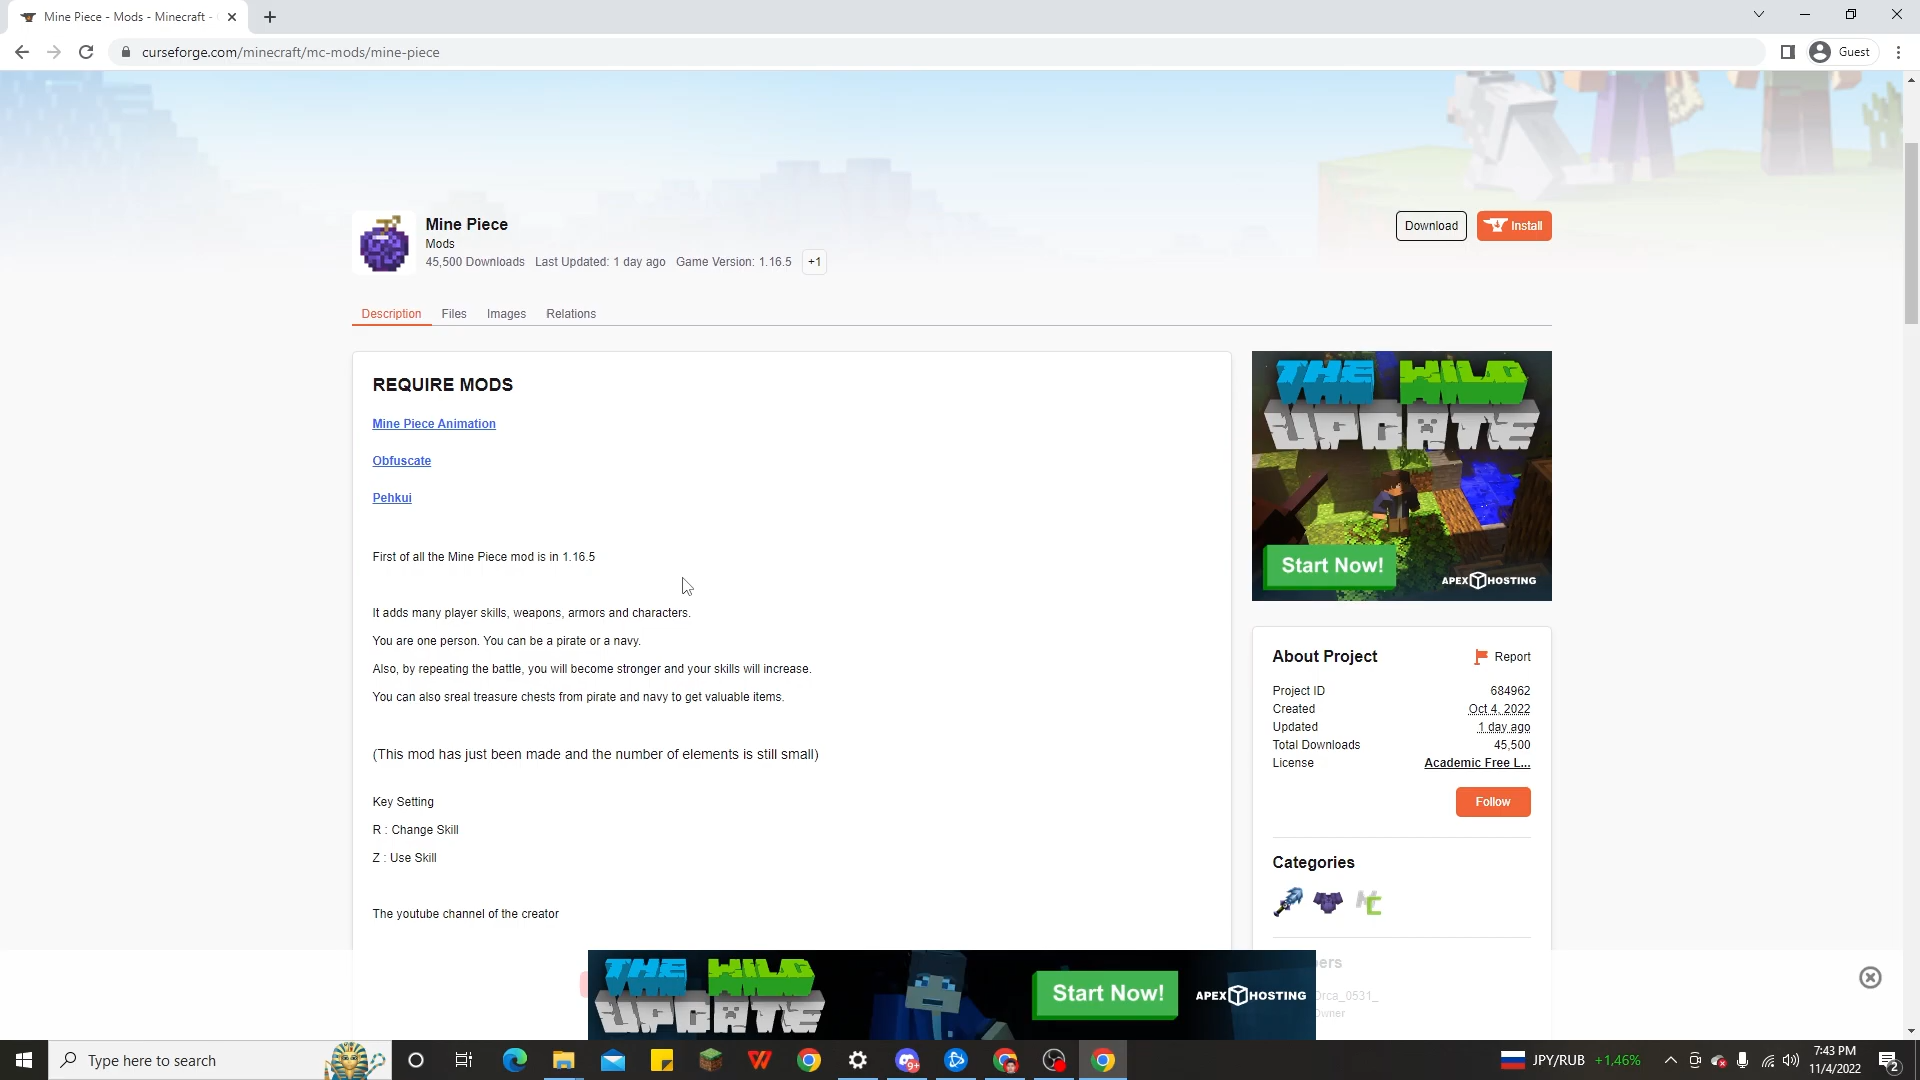 Mine Piece - Mods - Minecraft -
curseforge.com/minecraft/mc-mods/mine-piece
Guest
Mine Piece
Mods
45,500 Downloads Last Updated: 1 day ago Game Version: 1.16.5 +1
Download
Install
Description Files Images Relations
REQUIRE MODS
Mine Piece Animation
Obfuscate
Pehkui
First of all the Mine Piece mod is in 1.16.5
It adds many player skills, weapons, armors and characters.
You are one person. You can be a pirate or a navy.
Also, by repeating the battle, you will become stronger and your skills will increase.
You can also sreal treasure chests from pirate and navy to get valuable items.
(This mod has just been made and the number of elements is still small)
Key Setting
R : Change Skill
Z : Use Skill
The youtube channel of the creator
THE WILD
UPDATE
Start Now!
APEX HOSTING
About Project
Report
Project ID 684962
Created Oct 4, 2022
Updated 1 day ago
Total Downloads 45,500
License Academic Free L...
Follow
Categories
MC
bers
Orca_0531_
Owner
THE WILD
UPDATE
Start Now!
APEX HOSTING
Type here to search
9+
JPY/RUB +1,46%
7:43 PM
11/4/2022
2